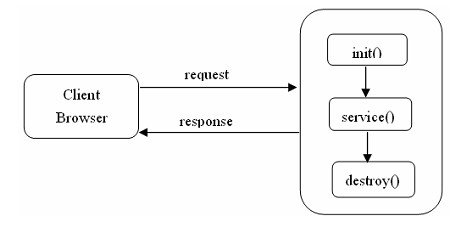 Client
Browser
request
response
init()
service()
destroy()